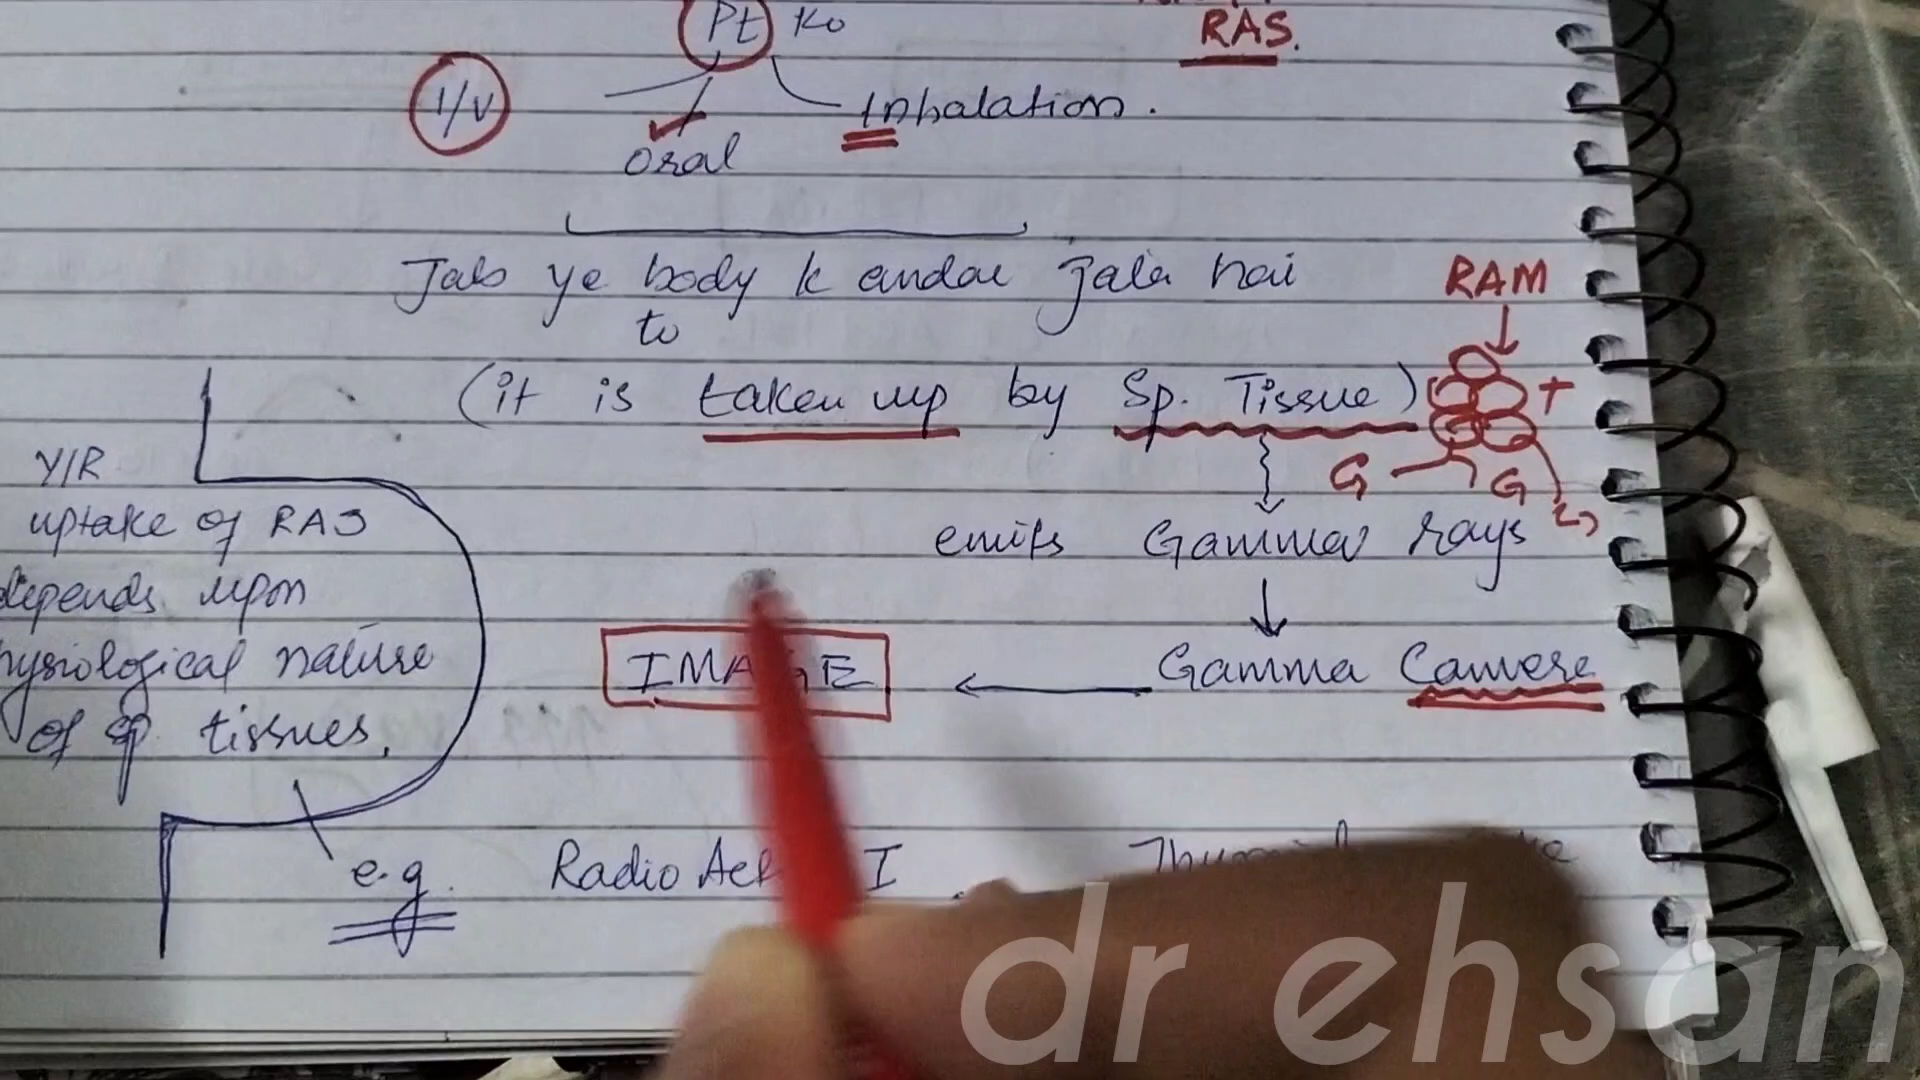 Pt Ko
RAS.
I/V
Inhalation.
Oral
Jab ye body k andar jata hai
to
RAM
(it is taken up by Sp. Tissue)
+
G G
emits Gamma rays
Gamma Camera
IMAGE
Y/R
uptake of RAS
depends upon
physiological nature
of sp tissues.
e.g. Radio I
dr ehsan